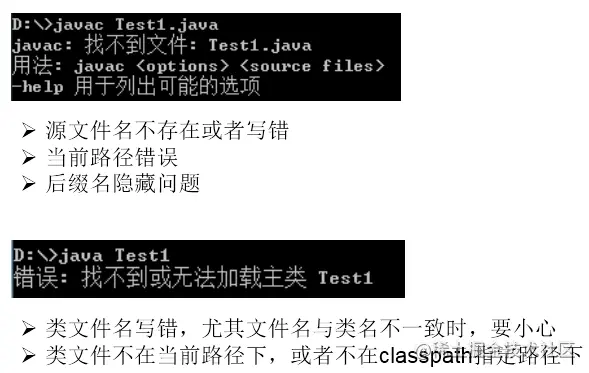 D:\>javac Test1.java
javac: 找不到文件: Test1.java
用法: javac <options> <source files>
-help 用于列出可能的选项
➤ 源文件名不存在或者写错
➤ 当前路径错误
➤ 后缀名隐藏问题
D:\>java Test1
错误: 找不到或无法加载主类 Test1
➤ 类文件名写错，尤其文件名与类名不一致时，要小心
➤ 类文件不在当前路径下，或者不在classpath指定路径下
@稀土掘金技术社区